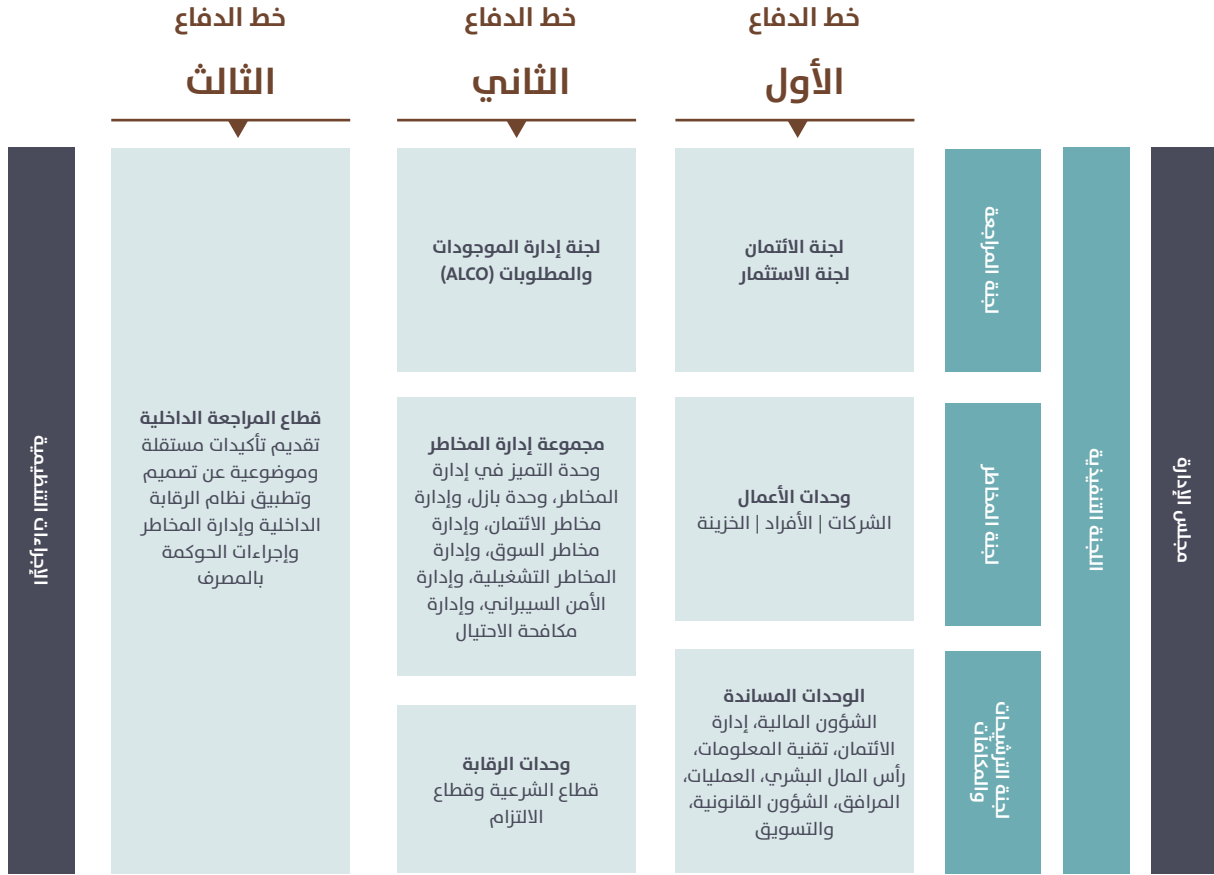 مجلس الإدارة
اللجنة التنفيذية
لجنة المراجعة
لجنة المخاطر
لجنة الترشيحات
والمكافآت
خط الدفاع
الأول
لجنة الائتمان
لجنة الاستثمار
وحدات الأعمال
الشركات | الأفراد | الخزينة
الوحدات المساندة
الشؤون المالية، إدارة
الائتمان، تقنية المعلومات،
رأس المال البشري، العمليات،
المرافق، الشؤون القانونية،
والتسويق
خط الدفاع
الثاني
لجنة إدارة الموجودات
والمطلوبات (ALCO)
مجموعة إدارة المخاطر
وحدة التميز في إدارة
المخاطر، وحدة بازل، وإدارة
مخاطر الائتمان، وإدارة
مخاطر السوق، وإدارة
المخاطر التشغيلية، وإدارة
الأمن السيبراني، وإدارة
مكافحة الاحتيال
وحدات الرقابة
قطاع الشرعية وقطاع
الالتزام
خط الدفاع
الثالث
قطاع المراجعة الداخلية
تقديم تأكيدات مستقلة
وموضوعية عن تصميم
وتطبيق نظام الرقابة
الداخلية وإدارة المخاطر
وإجراءات الحوكمة
بالمصرف
الإجراءات التنظيمية